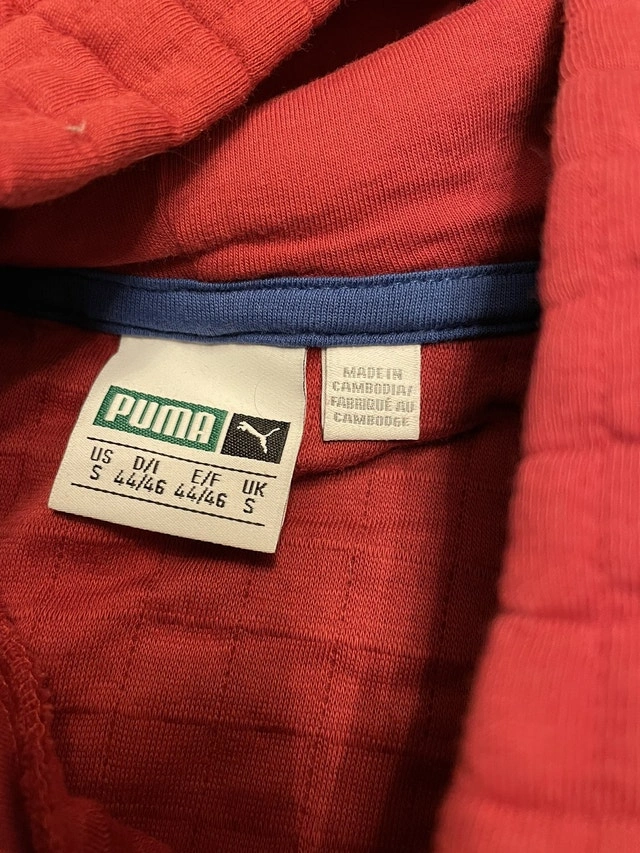 PUMA
US D/I E/F UK
S 44/46 44/46 S
MADE IN
CAMBODIA/
FABRIQUÉ AU
CAMBODGE